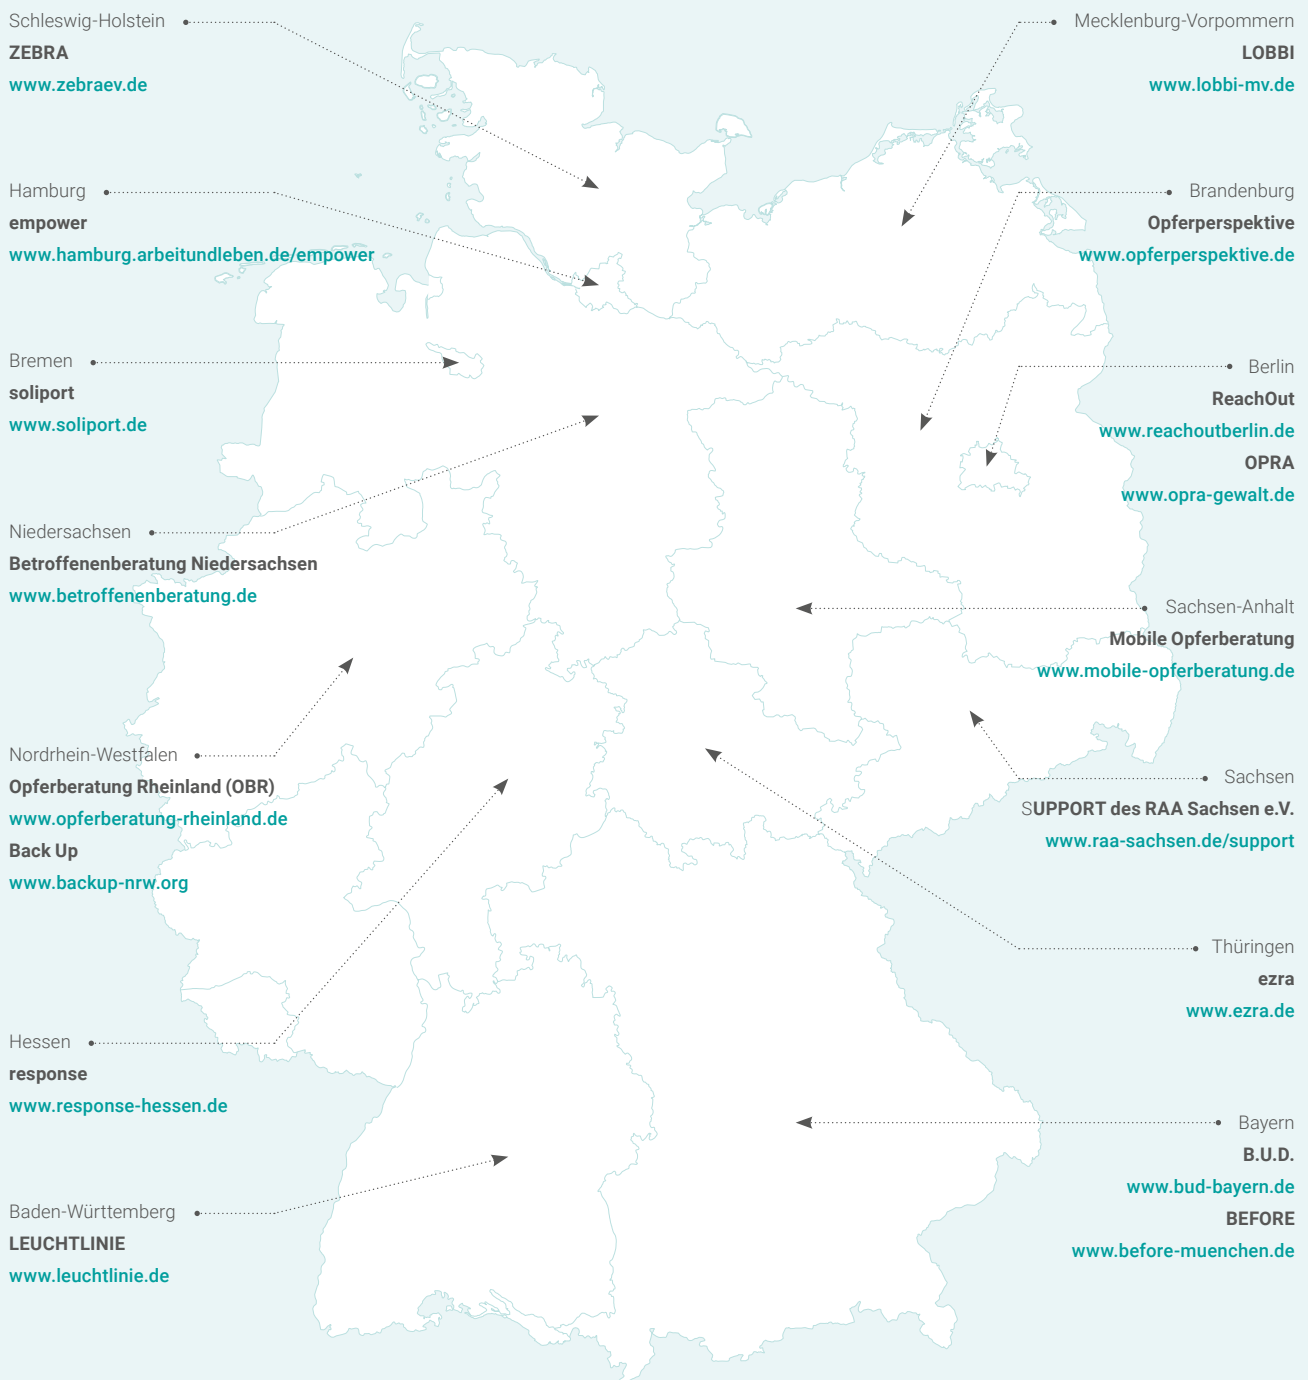 Schleswig-Holstein
ZEBRA
www.zebraev.de
Hamburg
empower
www.hamburg.arbeitundleben.de/empower
Bremen
soliport
www.soliport.de
Niedersachsen
Betroffenenberatung Niedersachsen
www.betroffenenberatung.de
Nordrhein-Westfalen
Opferberatung Rheinland (OBR)
www.opferberatung-rheinland.de
Back Up
www.backup-nrw.org
Hessen
response
www.response-hessen.de
Baden-Württemberg
LEUCHTLINIE
www.leuchtlinie.de
Mecklenburg-Vorpommern
LOBBI
www.lobbi-mv.de
Brandenburg
Opferperspektive
www.opferperspektive.de
Berlin
ReachOut
www.reachoutberlin.de
OPRA
www.opra-gewalt.de
Sachsen-Anhalt
Mobile Opferberatung
www.mobile-opferberatung.de
Sachsen
SUPPORT des RAA Sachsen e.V.
www.raa-sachsen.de/support
Thüringen
ezra
www.ezra.de
Bayern
B.U.D.
www.bud-bayern.de
BEFORE
www.before-muenchen.de